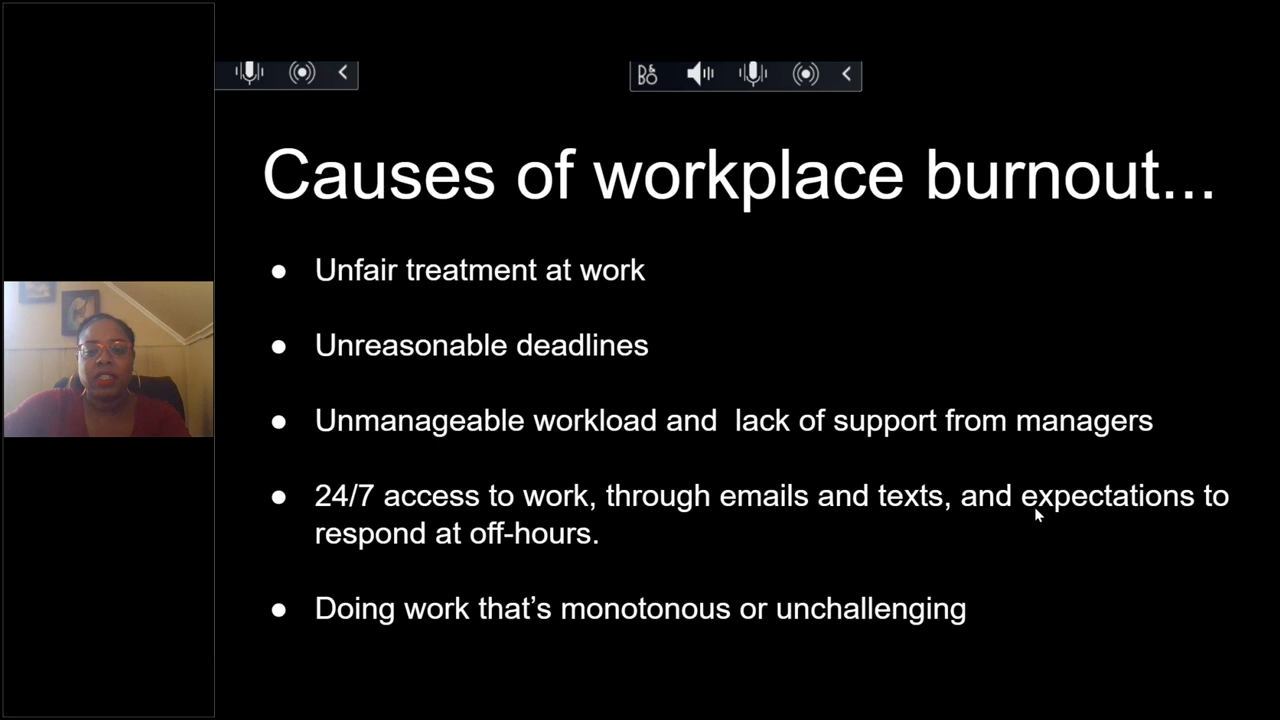 B&O
Causes of workplace burnout...
● Unfair treatment at work
● Unreasonable deadlines
● Unmanageable workload and  lack of support from managers
● 24/7 access to work, through emails and texts, and expectations to
respond at off-hours.
● Doing work that’s monotonous or unchallenging